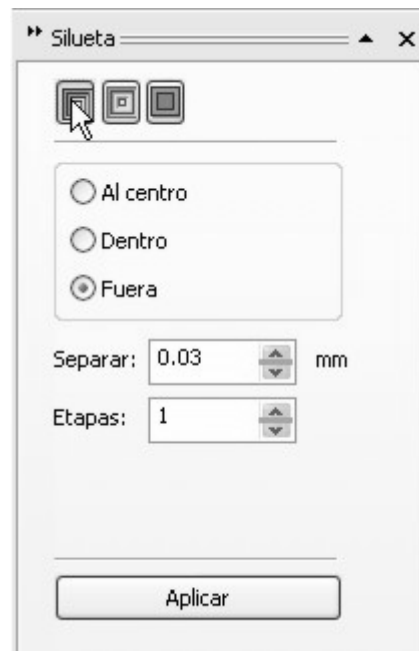 Silueta
Al centro
Dentro
Fuera
Separar: 0.03 mm
Etapas: 1
Aplicar